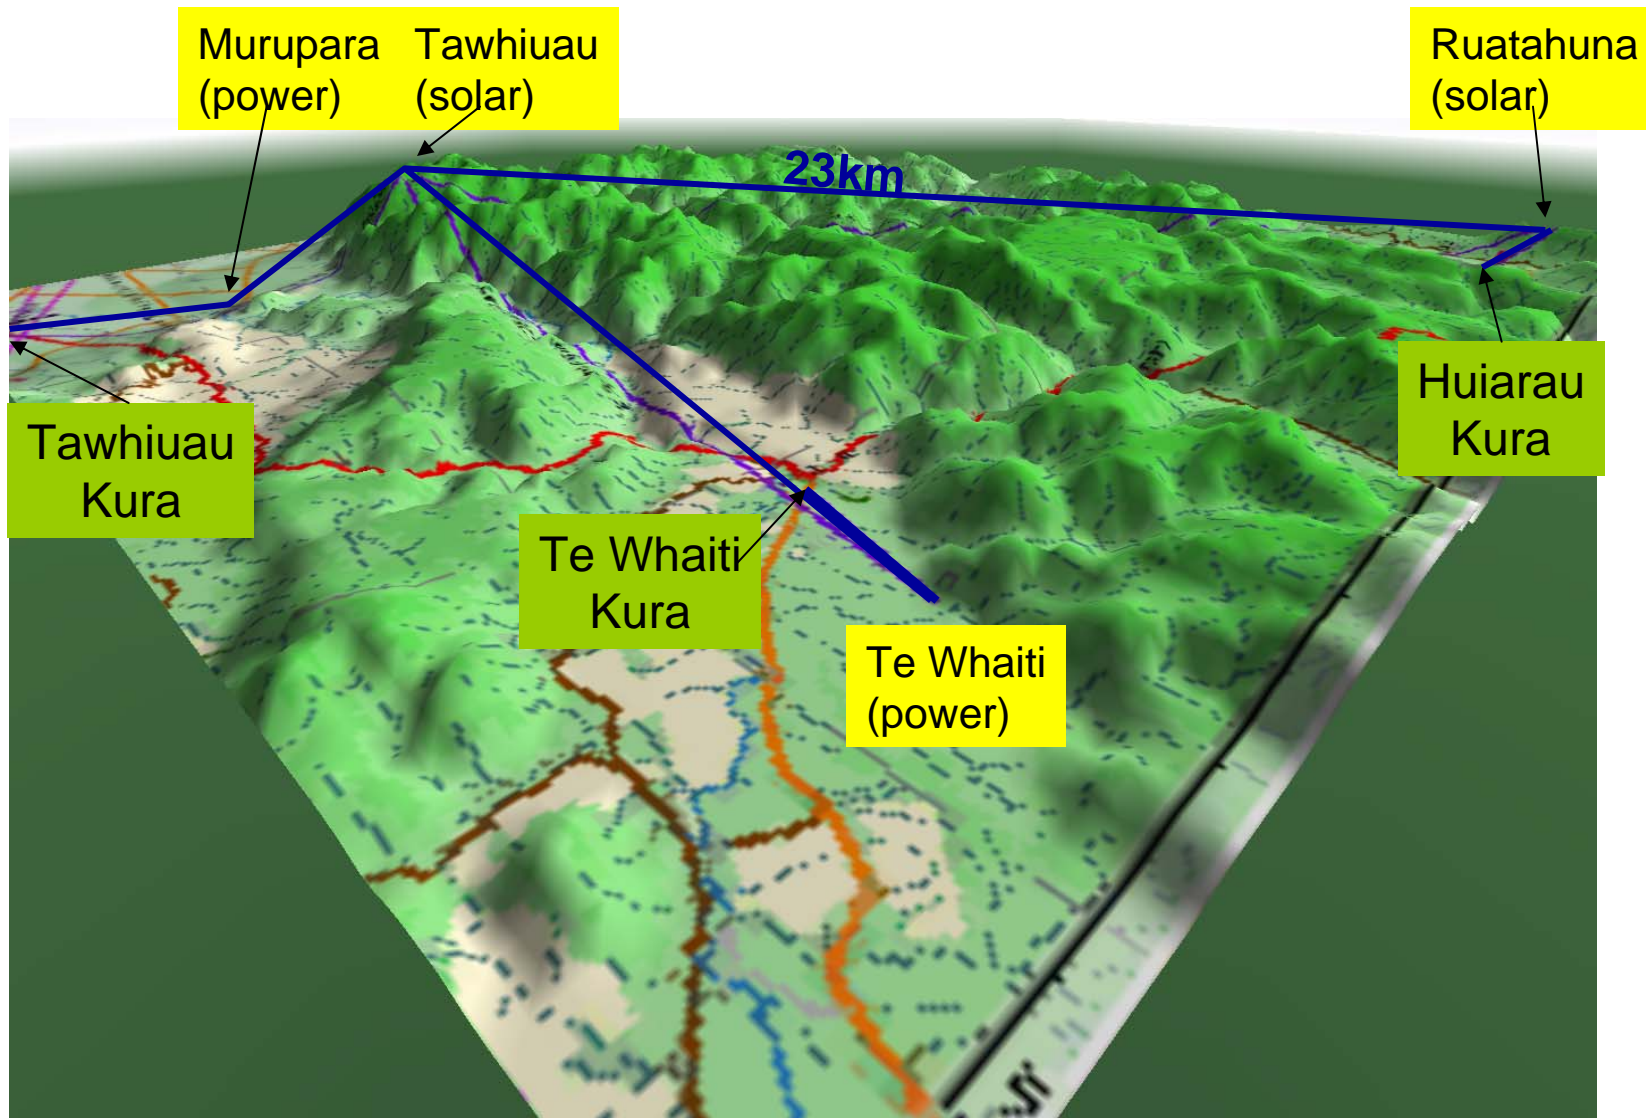 Murupara
(power)
Tawhiuau
(solar)
Ruatahuna
(solar)
23km
Tawhiuau
Kura
Huiarau
Kura
Te Whaiti
Kura
Te Whaiti
(power)